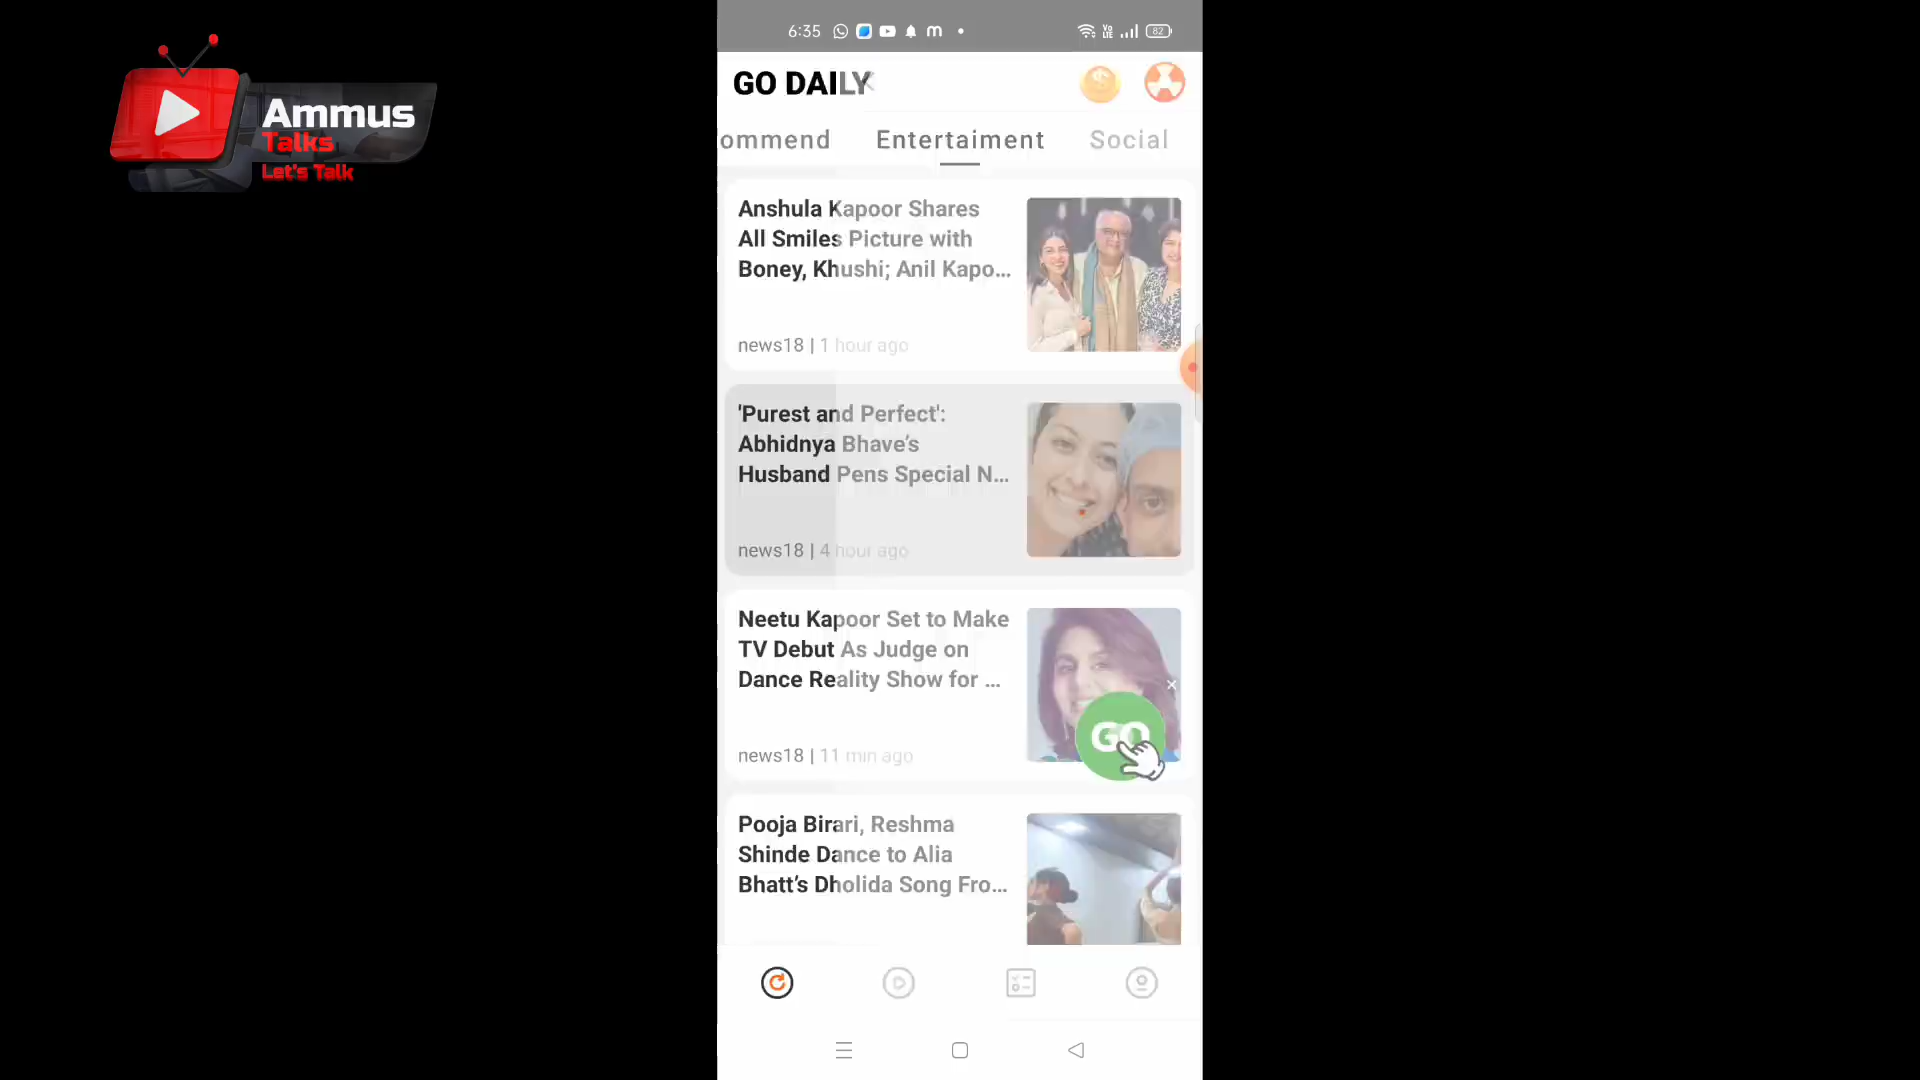 Ammus
Talks
Let's Talk
6:35
Vo
LTE
82
GO DAILY
ommend
Entertaiment
Social
Anshula Kapoor Shares
All Smiles Picture with
Boney, Khushi; Anil Kapo...
news18 | 1 hour ago
'Purest and Perfect':
Abhidnya Bhave’s
Husband Pens Special N...
news18 | 4 hour ago
Neetu Kapoor Set to Make
TV Debut As Judge on
Dance Reality Show for ...
news18 | 11 min ago
GO
Pooja Birari, Reshma
Shinde Dance to Alia
Bhatt’s Dholida Song Fro...